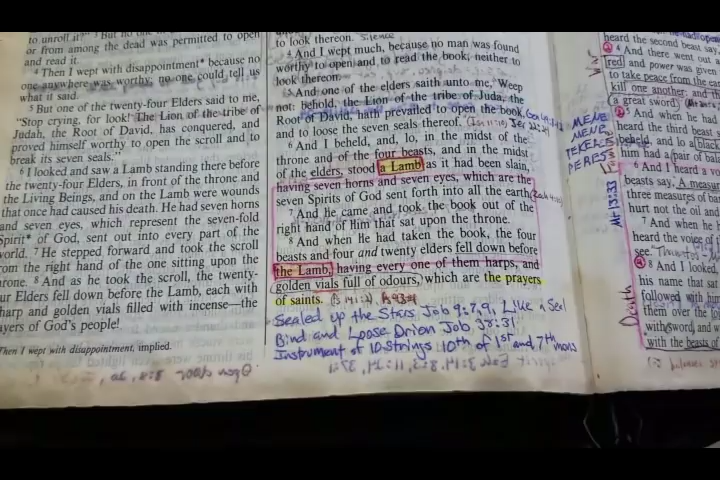 to unroll it"
or from among the dead was permitted to open
and read it.
4 Then I wept with disappointment* because no
one anywhere was worthy; no one could tell us
what it said.
5 But one of the twenty-four Elders said to me,
"Stop crying, for look! The Lion of the tribe of
Judah, the Root of David, has conquered, and
proved himself worthy to open the scroll and to
break its seven seals."
6 I looked and saw a Lamb standing there before
the twenty-four Elders, in front of the throne and
the Living Beings, and on the Lamb were wounds
that once had caused his death. He had seven horns
and seven eyes, which represent the seven-fold
Spirit* of God, sent out into every part of the
world. 7 He stepped forward and took the scroll
from the right hand of the one sitting upon the
throne. 8 And as he took the scroll, the twenty-
ur Elders fell down before the Lamb, each with
harp and golden vials filled with incense—the
ayers of God's people!
Then I wept with disappointment, implied.
to look thereon. Silence
4 And I wept much, because no man was found
worthy to open and to read the book, neither to
look thereon.
5 And one of the elders saith unto me, Weep
not: behold, the Lion of the tribe of Juda, the
Root of David, hath prevailed to open the book,
and to loose the seven seals thereof.
6 And I beheld, and, lo, in the midst of the
throne and of the four beasts, and in the midst
of the elders, stood a Lamb as it had been slain,
having seven horns and seven eyes, which are the
seven Spirits of God sent forth into all the earth.
7 And He came and took the book out of the
right hand of Him that sat upon the throne.
8 And when He had taken the book, the four
beasts and four and twenty elders fell down before
the Lamb, having every one of them harps, and
golden vials full of odours, which are the prayers
of saints.
Sealed up the Stars, Job 9:7,9, Like a Seal
Bind and Loose Orion Job 38:31
Instrument of 10 strings: 10th of 1st and 7th mons
heard the second beast say
4 And there went out a
red and power was given
to take peace from the ear
kill one another: and th
a great sword
5 And when he had
heard the third beast s
behold, and lo a black
him had a pair of bal
6 And I heard a vo
beasts say, A measur
three measures of bar
hurt not the oil and
7 And when he h
heard the voice of
see.
8 And I looked
his name that sat
followed with him
them over the fo
with sword, and w
with the beasts of
MENE
MENE
TEKEL
PERES
Mt 13:33
Death